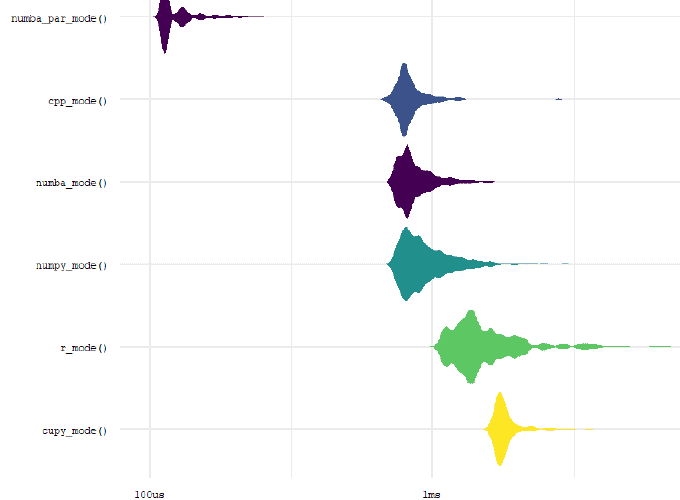 numba_par_mode()
cpp_mode()
numba_mode()
numpy_mode()
r_mode()
cupy_mode()
100us
1ms